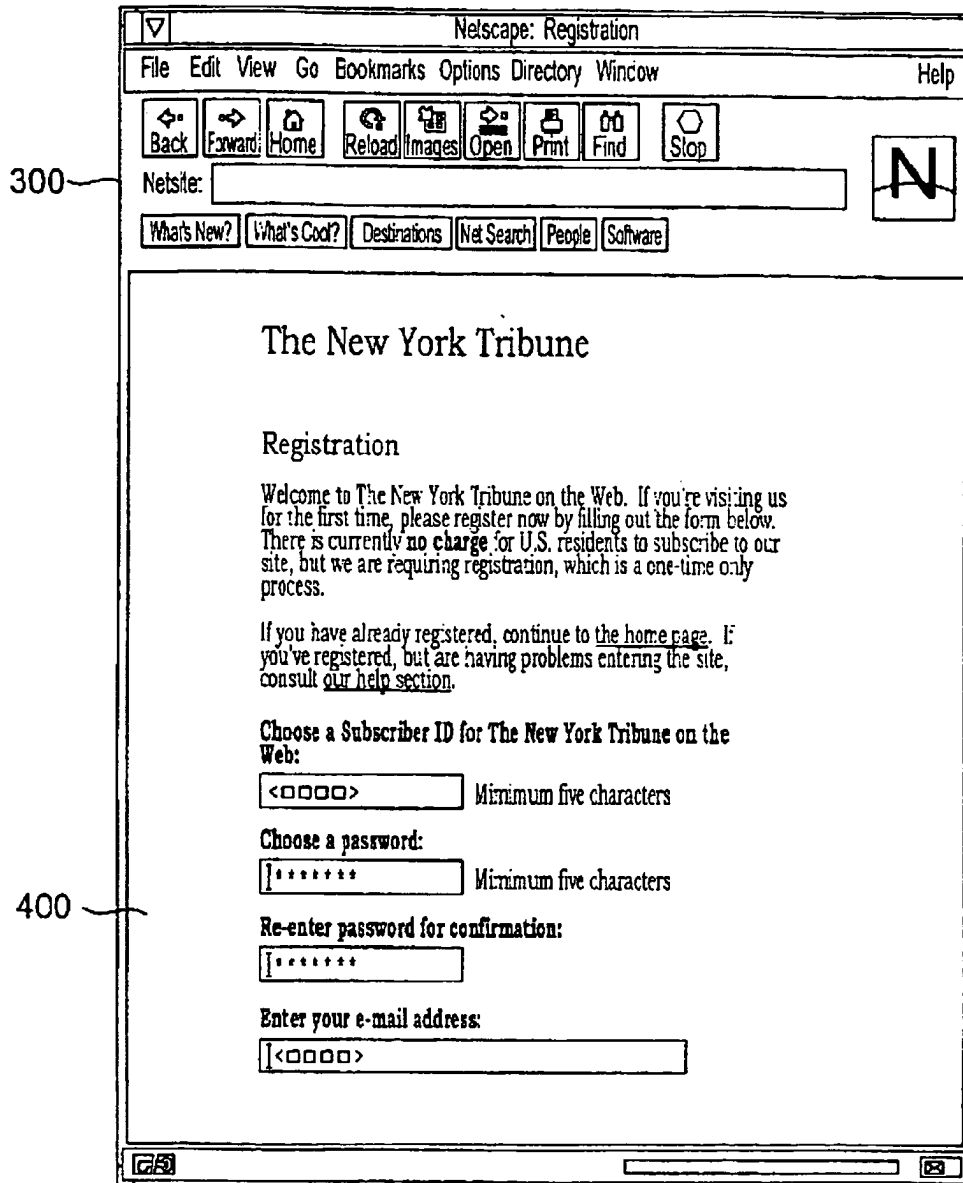 Netscape: Registration
File Edit View Go Bookmarks Options Directory Window Help
Back Forward Home Reload Images Open Print Find Stop
N
300
Netsite:
What's New? What's Cool? Destinations Net Search People Software
The New York Tribune
Registration
Welcome to The New York Tribune on the Web. If you're visiting us
for the first time, please register now by filling out the form below.
There is currently no charge for U.S. residents to subscribe to our
site, but we are requiring registration, which is a one-time only
process.
If you have already registered, continue to the home page. If
you've registered, but are having problems entering the site,
consult our help section.
Choose a Subscriber ID for The New York Tribune on the
Web:
<□□□□> Minimum five characters
Choose a password:
******* Minimum five characters
400
Re-enter password for confirmation:
*******
Enter your e-mail address:
<□□□□>